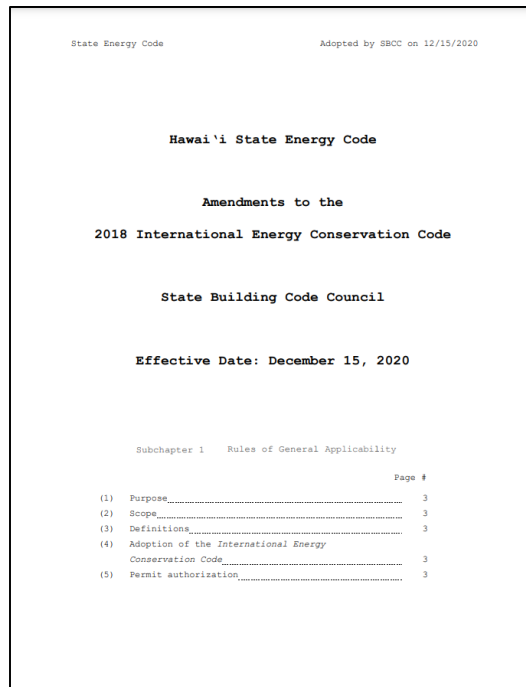 State Energy Code Adopted by SBCC on 12/15/2020
Hawai‘i State Energy Code
Amendments to the
2018 International Energy Conservation Code
State Building Code Council
Effective Date: December 15, 2020
Subchapter 1 Rules of General Applicability
Page #
(1) Purpose 3
(2) Scope 3
(3) Definitions 3
(4) Adoption of the International Energy
Conservation Code 3
(5) Permit authorization 3